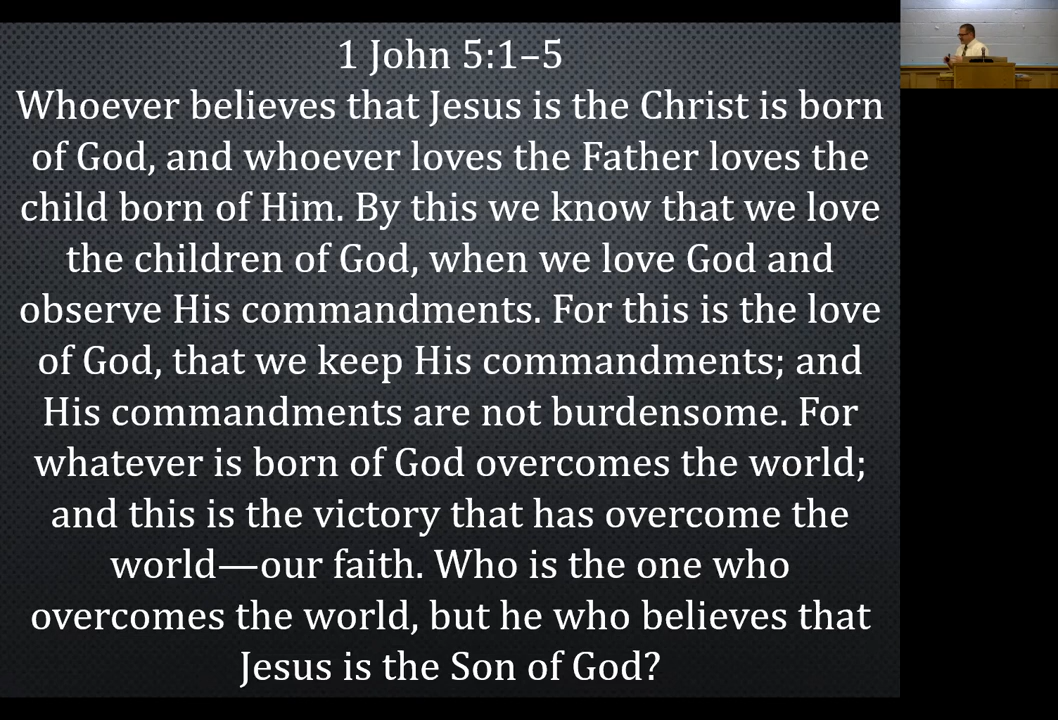 1 John 5:1–5
Whoever believes that Jesus is the Christ is born
of God, and whoever loves the Father loves the
child born of Him. By this we know that we love
the children of God, when we love God and
observe His commandments. For this is the love
of God, that we keep His commandments; and
His commandments are not burdensome. For
whatever is born of God overcomes the world;
and this is the victory that has overcome the
world—our faith. Who is the one who
overcomes the world, but he who believes that
Jesus is the Son of God?